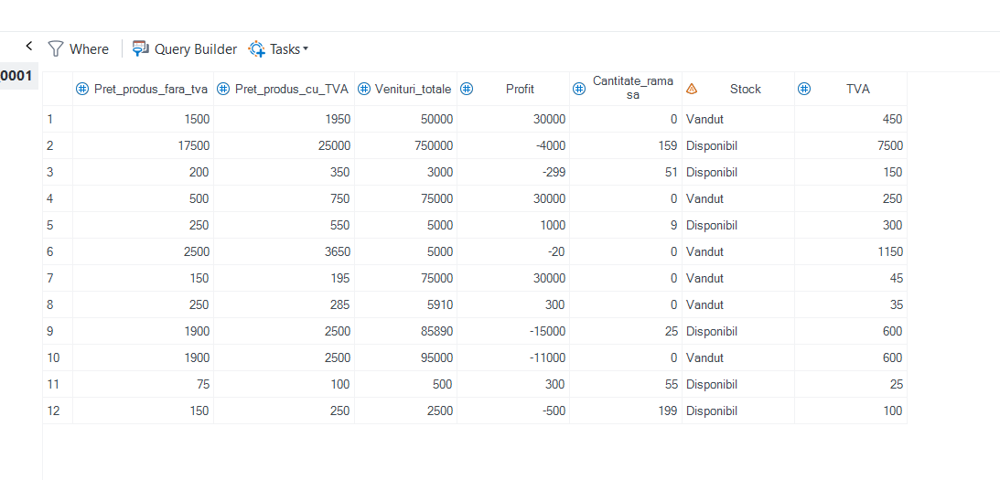 Where Query Builder Tasks
0001
Pret_produs_fara_tva Pret_produs_cu_TVA Venituri_totale Profit Cantitate_rama
sa Stock TVA
1 1500 1950 50000 30000 0 Vandut 450
2 17500 25000 750000 -4000 159 Disponibil 7500
3 200 350 3000 -299 51 Disponibil 150
4 500 750 75000 30000 0 Vandut 250
5 250 550 5000 1000 9 Disponibil 300
6 2500 3650 5000 -20 0 Vandut 1150
7 150 195 75000 30000 0 Vandut 45
8 250 285 5910 300 0 Vandut 35
9 1900 2500 85890 -15000 25 Disponibil 600
10 1900 2500 95000 -11000 0 Vandut 600
11 75 100 500 300 55 Disponibil 25
12 150 250 2500 -500 199 Disponibil 100